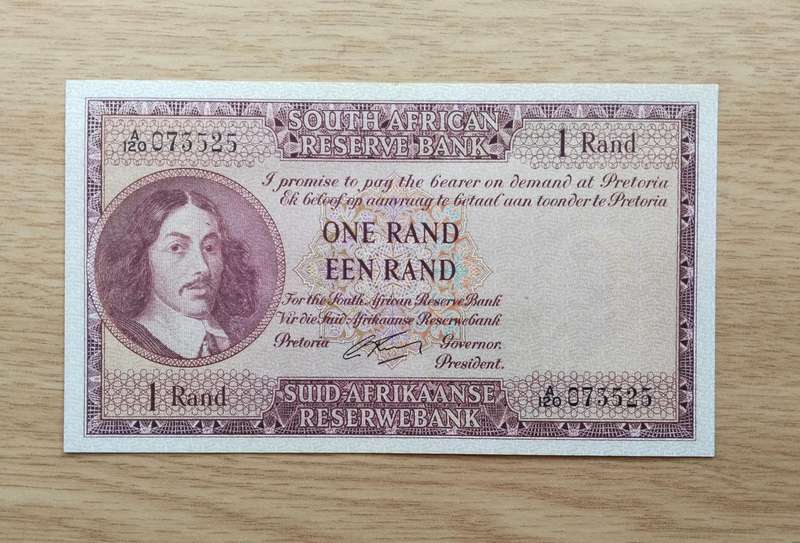 SOUTH AFRICAN
RESERVE BANK
A/120 073525
1 Rand
I promise to pay the bearer on demand at Pretoria
Ek beloof op aanvraag te betaal aan toonder te Pretoria
ONE RAND
EEN RAND
For the South African Reserve Bank
Vir die Suid-Afrikaanse Reserwebank
Pretoria Governor.
President.
1 Rand
SUID-AFRIKAANSE
RESERWEBANK
A/120 073525